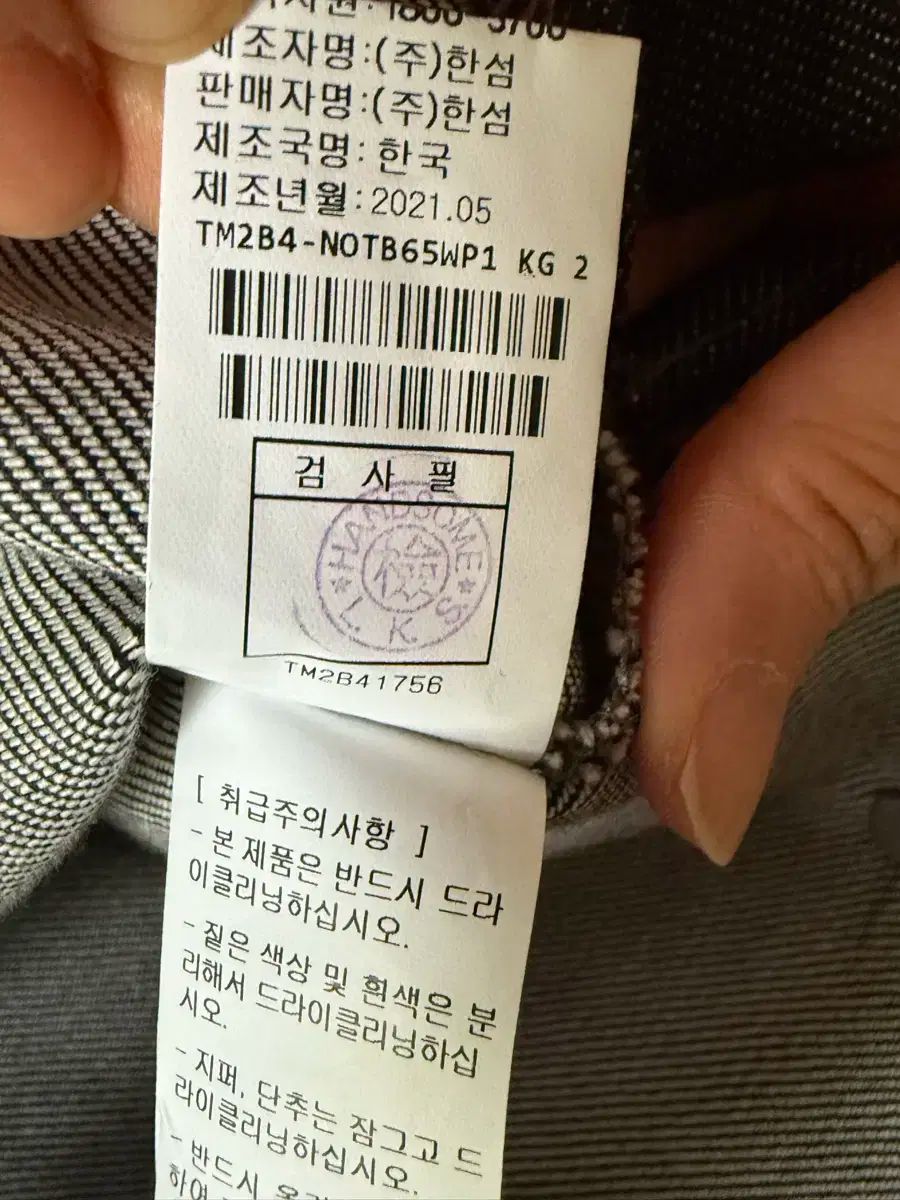 제조자명:(주)한섬
판매자명:(주)한섬
제조국명: 한국
제조년월:2021.05
TM2B4-NOTB65WP1 KG 2
검 사 필
HANDSOME
L. K. S
TM2B41756
[ 취급주의사항 ]
- 본 제품은 반드시 드라
이클리닝하십시오.
- 짙은 색상 및 흰색은 분
리해서 드라이클리닝하십
시오.
- 지퍼, 단추는 잠그고 드
라이클리닝하십시오.
- 반드시
하여